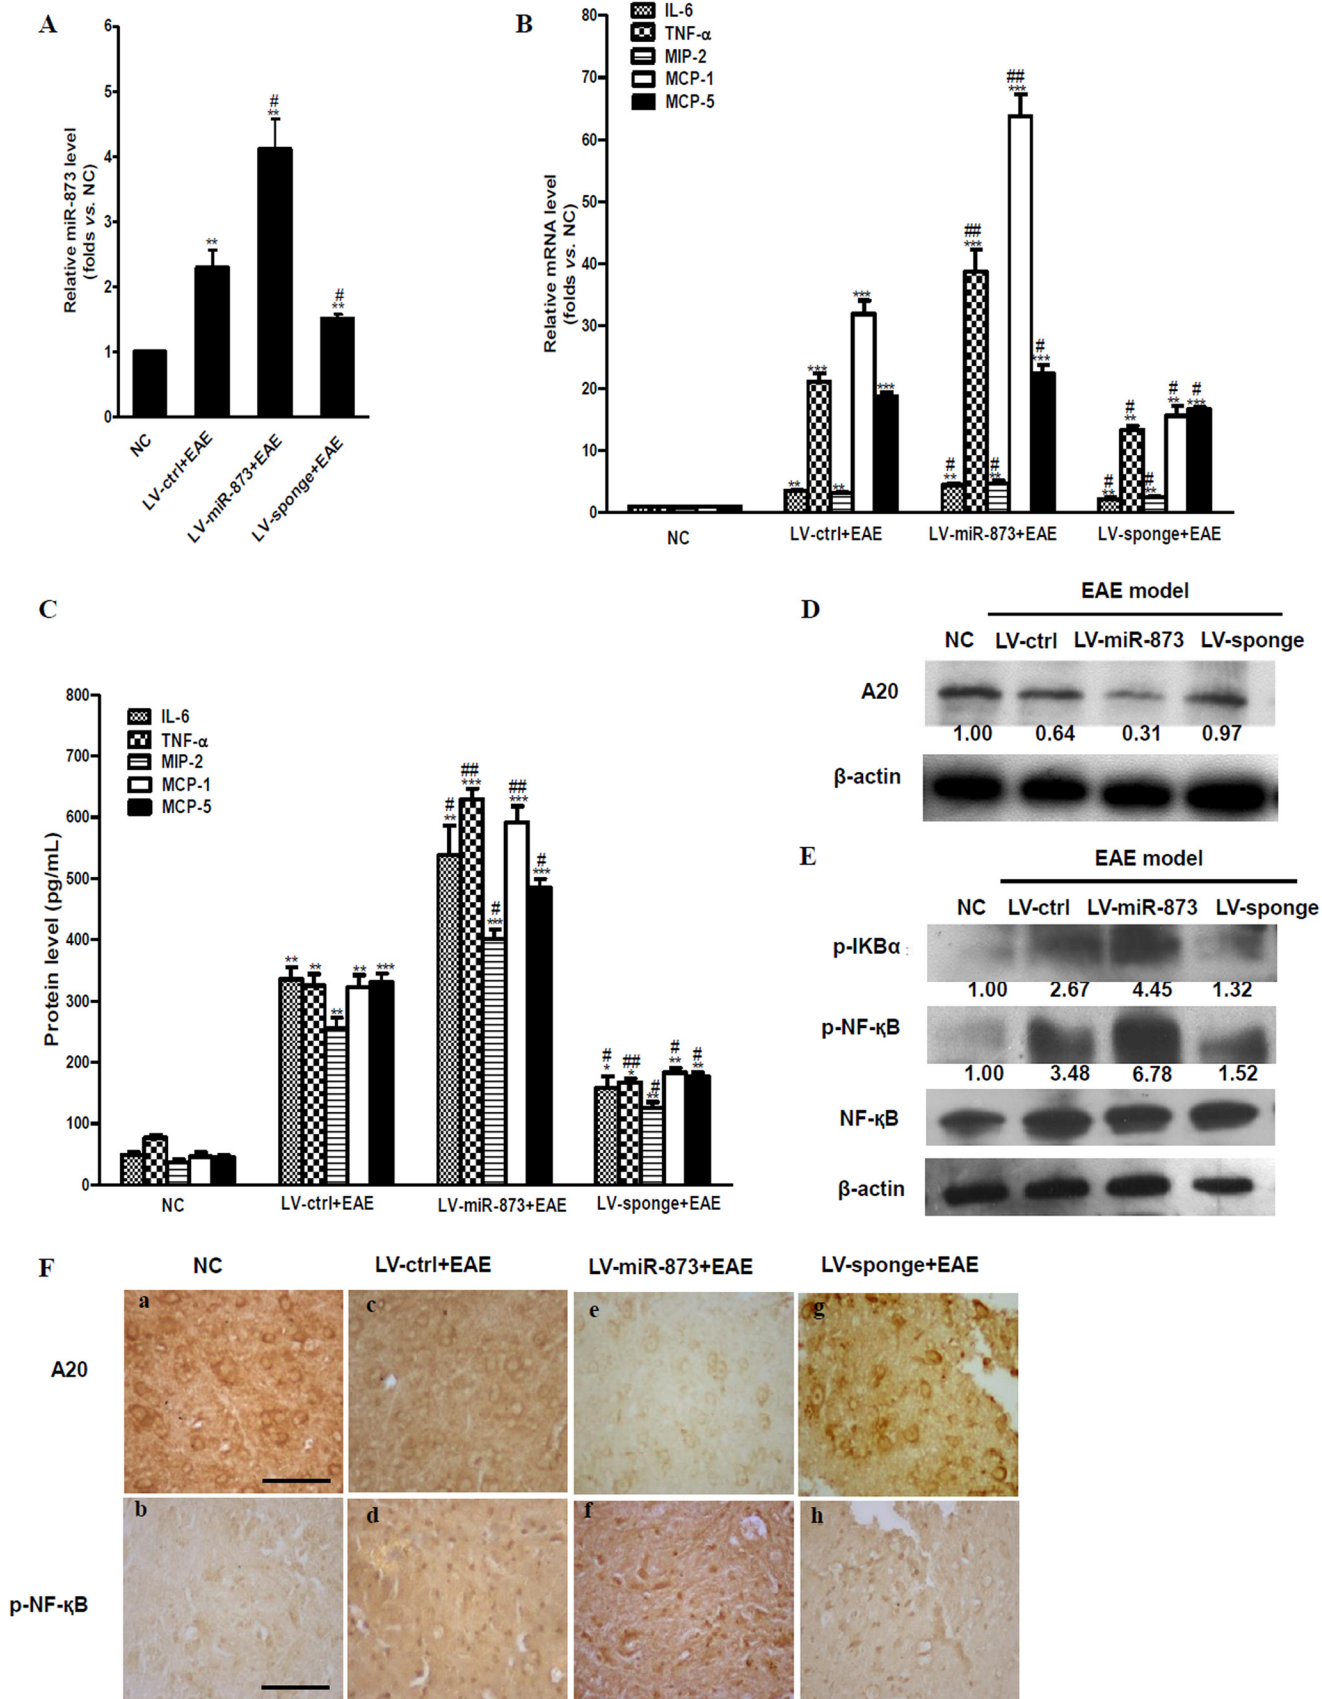 A
Relative miR-873 level
(folds vs. NC)
6
5
4
3
2
1
0
**
#
**
#
**
NC
LV-ctrl+EAE
LV-miR-873+EAE
LV-sponge+EAE
B
IL-6
TNF-α
MIP-2
MCP-1
MCP-5
Relative mRNA level
(folds vs. NC)
80
70
60
50
40
30
20
10
0
**
***
**
***
***
#
**
##
***
#
**
##
***
#
***
#
**
#
**
#
**
#
**
#
***
NC
LV-ctrl+EAE
LV-miR-873+EAE
LV-sponge+EAE
C
IL-6
TNF-α
MIP-2
MCP-1
MCP-5
Protein level (pg/mL)
800
700
600
500
400
300
200
100
0
**
**
**
**
***
#
**
##
***
#
***
##
***
#
***
#
*
##
*
#
**
#
**
#
**
NC
LV-ctrl+EAE
LV-miR-873+EAE
LV-sponge+EAE
D
EAE model
NC LV-ctrl LV-miR-873 LV-sponge
A20
1.00 0.64 0.31 0.97
β-actin
E
EAE model
NC LV-ctrl LV-miR-873 LV-sponge
p-IKBα :
1.00 2.67 4.45 1.32
p-NF-κB
1.00 3.48 6.78 1.52
NF-κB
β-actin
F
NC LV-ctrl+EAE LV-miR-873+EAE LV-sponge+EAE
A20
a c e g
p-NF-κB
b d f h